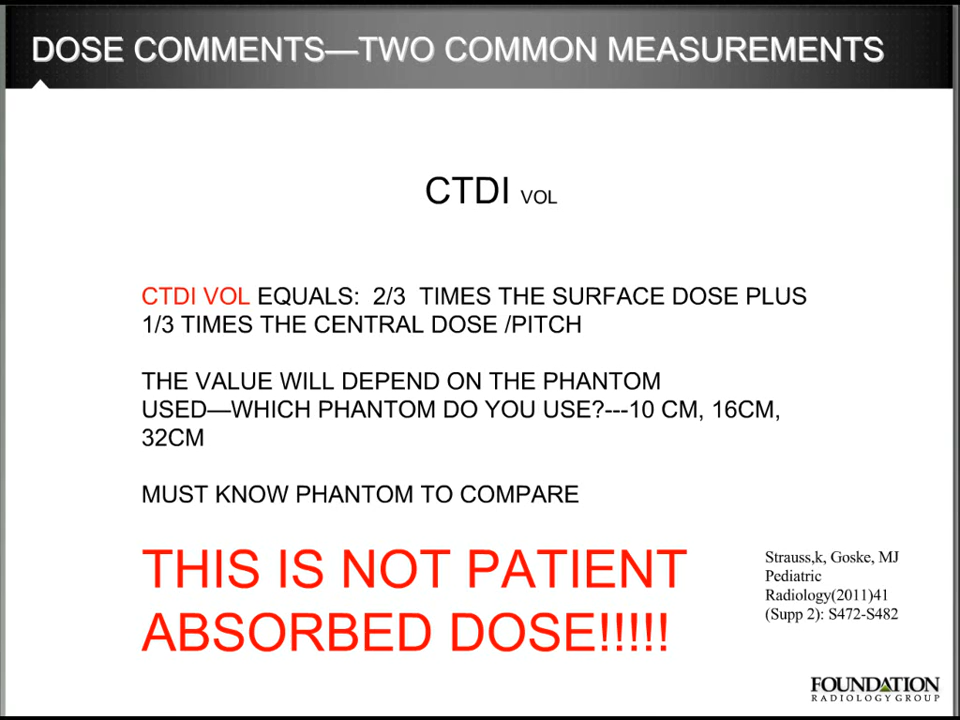 DOSE COMMENTS—TWO COMMON MEASUREMENTS
CTDI VOL
CTDI VOL EQUALS: 2/3 TIMES THE SURFACE DOSE PLUS
1/3 TIMES THE CENTRAL DOSE /PITCH
THE VALUE WILL DEPEND ON THE PHANTOM
USED—WHICH PHANTOM DO YOU USE?---10 CM, 16CM,
32CM
MUST KNOW PHANTOM TO COMPARE
THIS IS NOT PATIENT
ABSORBED DOSE!!!!!
Strauss,k, Goske, MJ
Pediatric
Radiology(2011)41
(Supp 2): S472-S482
FOUNDATION
RADIOLOGY GROUP